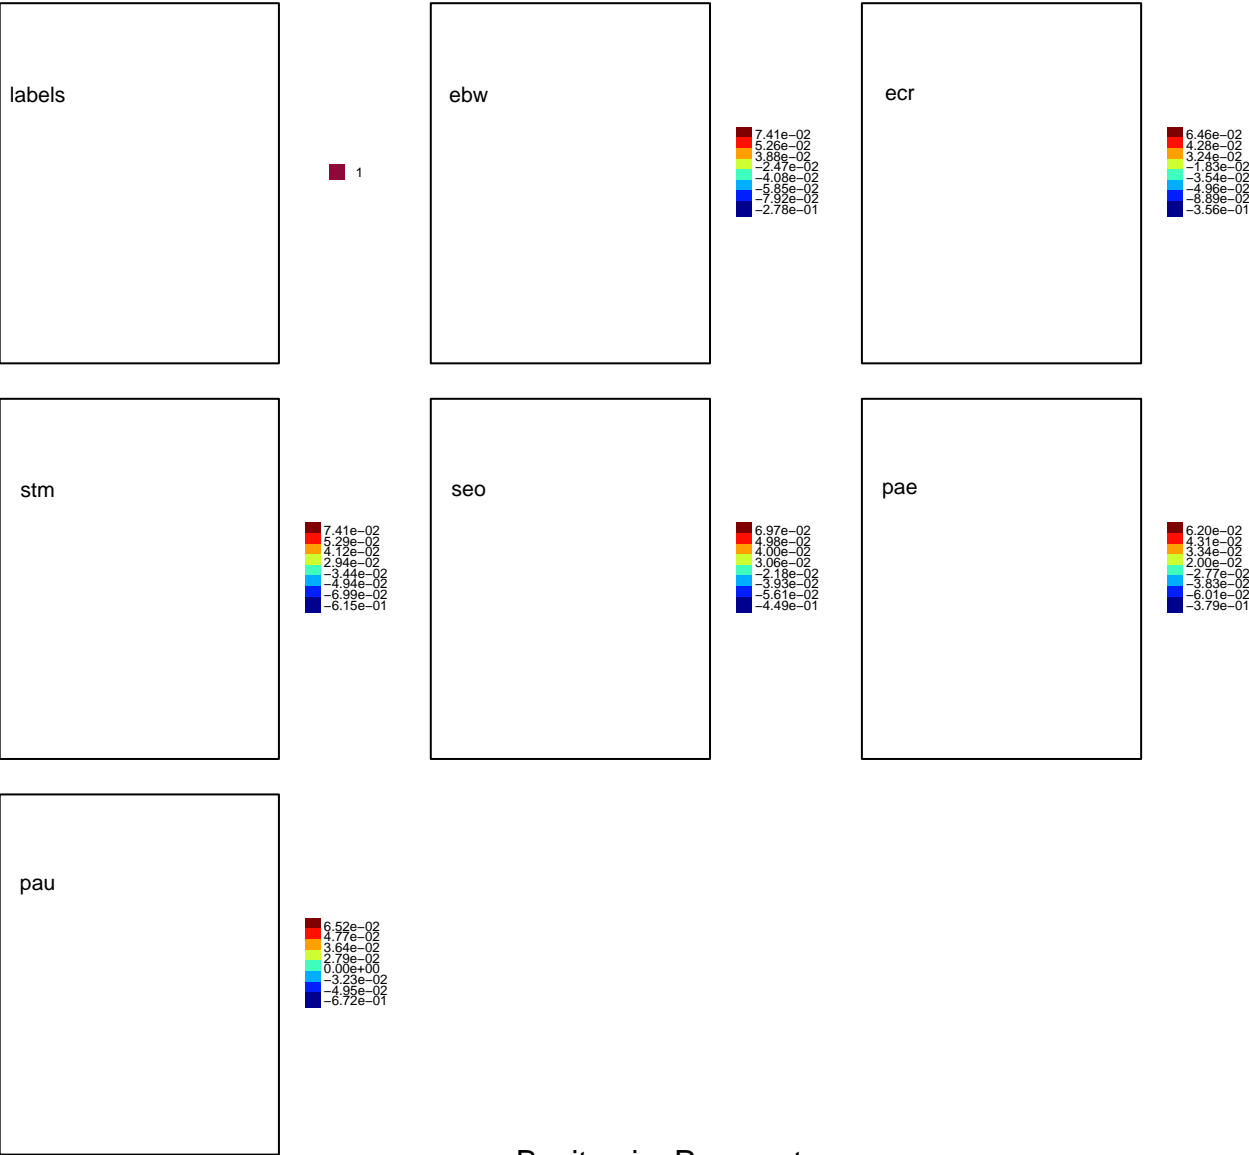 labels
1
ebw
7.41e−02
5.26e−02
3.88e−02
−2.47e−02
−4.08e−02
−5.85e−02
−7.92e−02
−2.78e−01
ecr
6.46e−02
4.28e−02
3.24e−02
−1.83e−02
−3.54e−02
−4.96e−02
−8.89e−02
−3.56e−01
stm
7.41e−02
5.29e−02
4.12e−02
2.94e−02
−3.44e−02
−4.94e−02
−6.99e−02
−6.15e−01
seo
6.97e−02
4.98e−02
4.00e−02
3.06e−02
−2.18e−02
−3.93e−02
−5.61e−02
−4.49e−01
pae
6.20e−02
4.31e−02
3.34e−02
2.00e−02
−2.77e−02
−3.83e−02
−6.01e−02
−3.79e−01
pau
6.52e−02
4.77e−02
3.64e−02
2.79e−02
0.00e+00
−3.23e−02
−4.95e−02
−6.72e−01